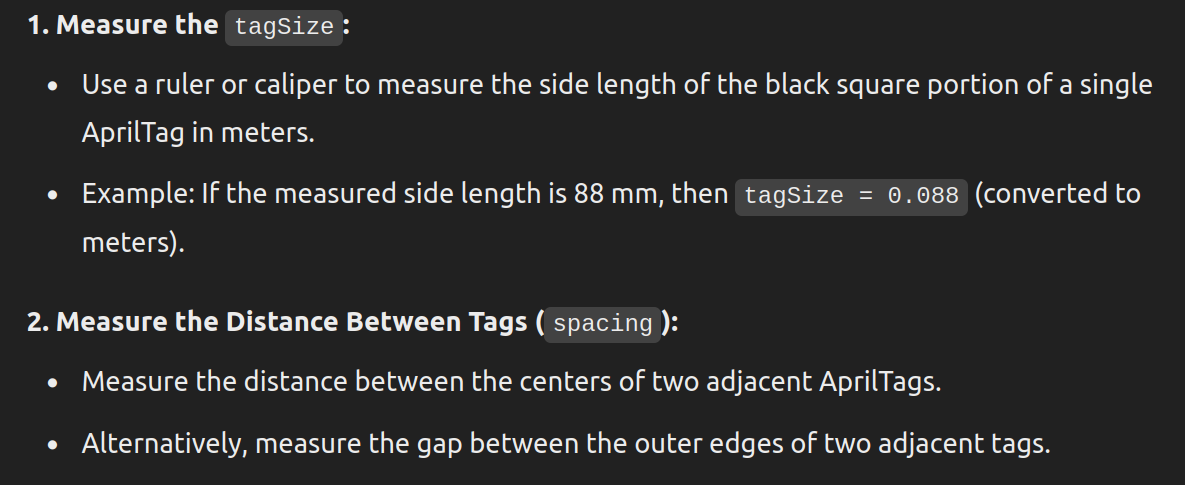 1. Measure the tagSize:
• Use a ruler or caliper to measure the side length of the black square portion of a single
AprilTag in meters.
• Example: If the measured side length is 88 mm, then tagSize = 0.088 (converted to
meters).
2. Measure the Distance Between Tags (spacing):
• Measure the distance between the centers of two adjacent AprilTags.
• Alternatively, measure the gap between the outer edges of two adjacent tags.